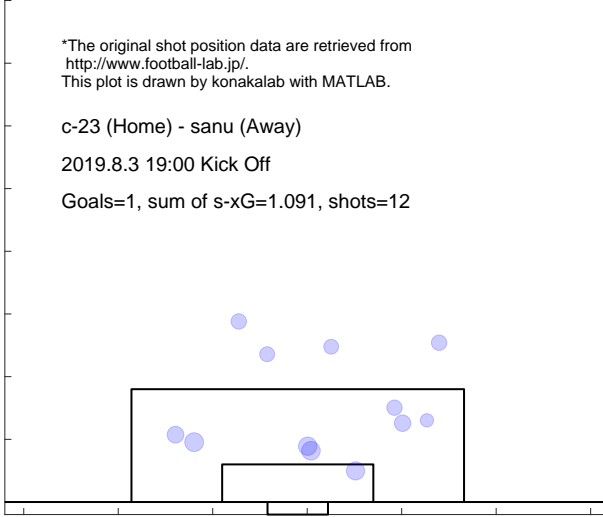 *The original shot position data are retrieved from
http://www.football-lab.jp/.
This plot is drawn by konakalab with MATLAB.
c-23 (Home) - sanu (Away)
2019.8.3 19:00 Kick Off
Goals=1, sum of s-xG=1.091, shots=12